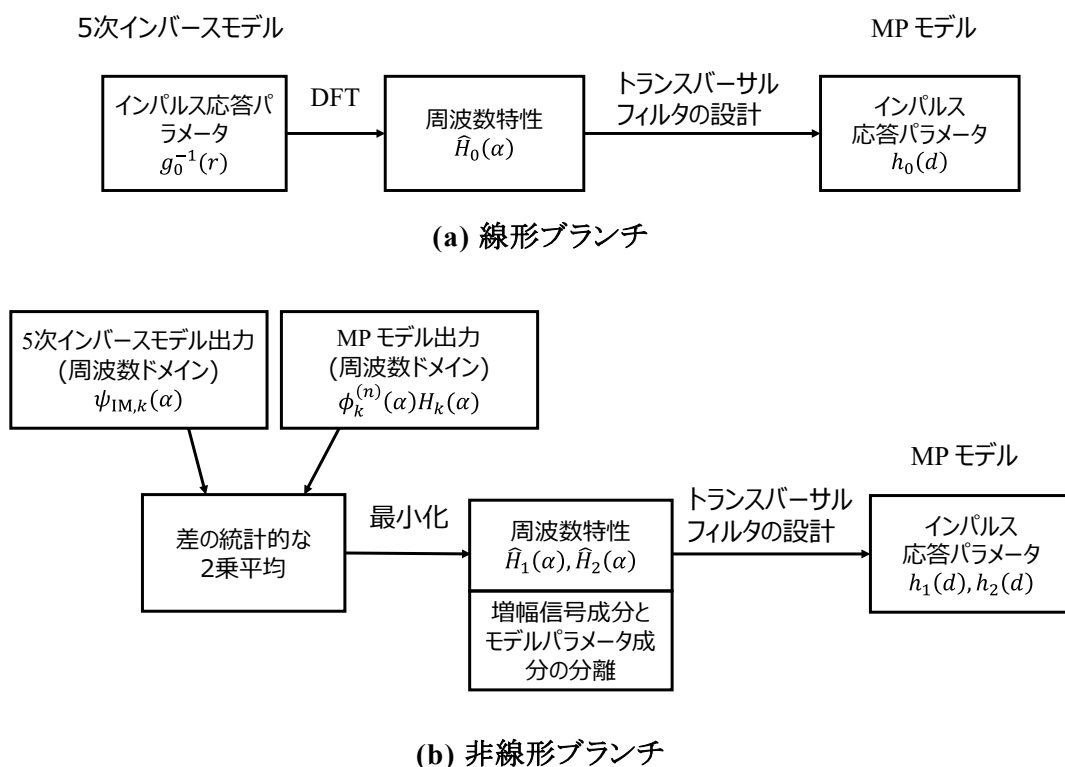 5次インバースモデル
MP モデル
インパルス応答パ
ラメータ
g₀⁻¹(r)
DFT
周波数特性
Ĥ₀(α)
トランスバーサル
フィルタの設計
インパルス
応答パラメータ
h₀(d)
(a) 線形ブランチ
5次インバースモデル出力
(周波数ドメイン)
ψ_IM,k(α)
MP モデル出力
(周波数ドメイン)
ϕ_k^(n)(α)H_k(α)
差の統計的な
2乗平均
最小化
周波数特性
Ĥ₁(α), Ĥ₂(α)
増幅信号成分と
モデルパラメータ成
分の分離
トランスバーサル
フィルタの設計
MP モデル
インパルス
応答パラメータ
h₁(d), h₂(d)
(b) 非線形ブランチ